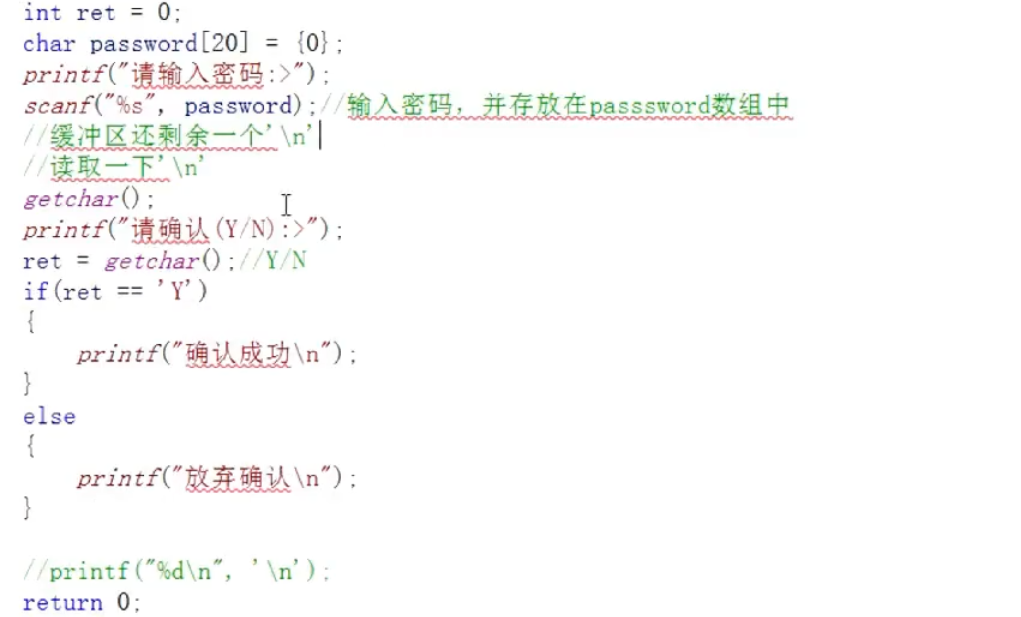 int ret = 0;
char password[20] = {0};
printf("请输入密码:>");
scanf("%s", password);//输入密码，并存放在passsword数组中
//缓冲区还剩余一个'\n'
//读取一下'\n'
getchar();
printf("请确认(Y/N):>");
ret = getchar();//Y/N
if(ret == 'Y')
{
    printf("确认成功\n");
}
else
{
    printf("放弃确认\n");
}
//printf("%d\n", '\n');
return 0;